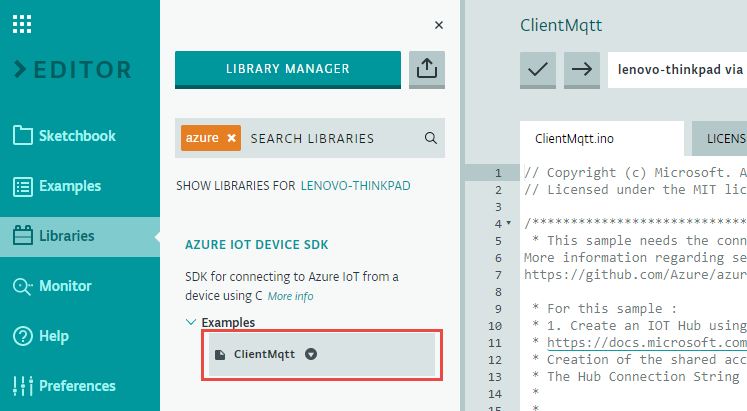 EDITOR
Sketchbook
Examples
Libraries
Monitor
Help
Preferences
×
LIBRARY MANAGER
azure × SEARCH LIBRARIES
SHOW LIBRARIES FOR LENOVO-THINKPAD
AZURE IOT DEVICE SDK
SDK for connecting to Azure IoT from a
device using C More info
Examples
ClientMqtt
ClientMqtt
lenovo-thinkpad via
ClientMqtt.ino LICENS
1 // Copyright (c) Microsoft. A
2 // Licensed under the MIT lic
3
4 /*****************************
5 * This sample needs the conn
6 More information regarding se
7 https://github.com/Azure/azur
8
9 * For this sample :
10 * 1. Create an IOT Hub using
11 * https://docs.microsoft.com
12 * Creation of the shared acc
13 * The Hub Connection String
14 *
15 *